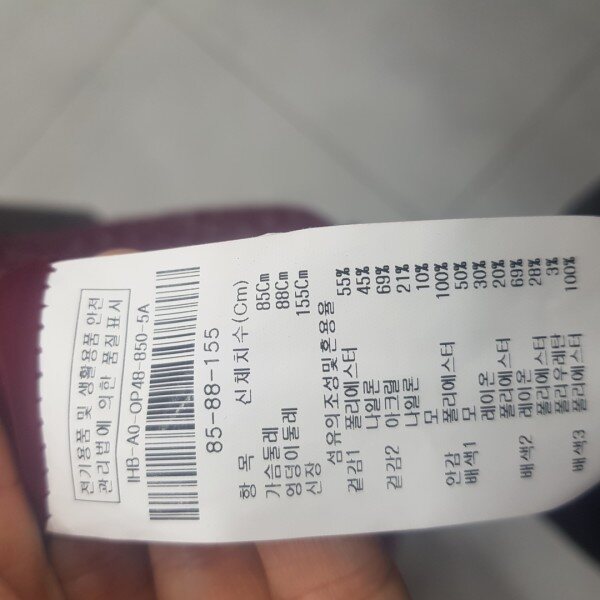 전기용품 및 생활용품 안전
관리법에 의한 품질표시
IHB-A0-OP48-850-5A
85-88-155
항 목 신체치수(Cm)
가슴둘레 85Cm
엉덩이둘레 88Cm
신장 155Cm
섬유의조성및혼용율
겉감1 폴리에스터 55%
나일론 45%
겉감2 아크릴 69%
나일론 21%
모 10%
안감 폴리에스터 100%
배색1 모 50%
레이온 30%
폴리에스터 20%
배색2 레이온 69%
폴리에스터 28%
폴리우레탄 3%
배색3 폴리에스터 100%